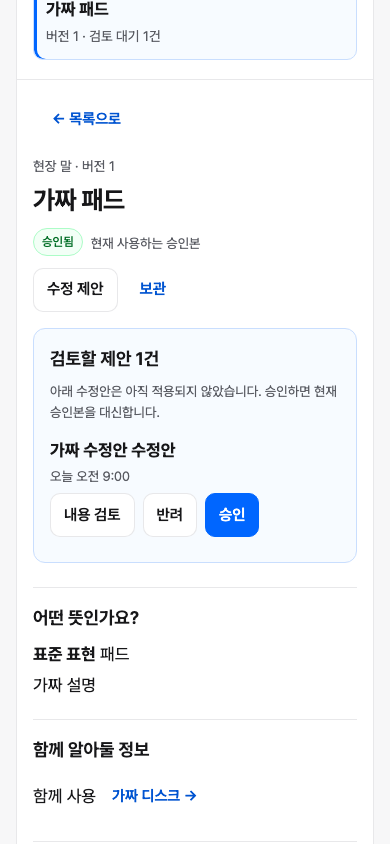 가짜 패드
버전 1 · 검토 대기 1건
← 목록으로
현장 말 · 버전 1
가짜 패드
승인됨 현재 사용하는 승인본
수정 제안 보관
검토할 제안 1건
아래 수정안은 아직 적용되지 않았습니다. 승인하면 현재
승인본을 대신합니다.
가짜 수정안 수정안
오늘 오전 9:00
내용 검토 반려 승인
어떤 뜻인가요?
표준 표현 패드
가짜 설명
함께 알아둘 정보
함께 사용 가짜 디스크 →